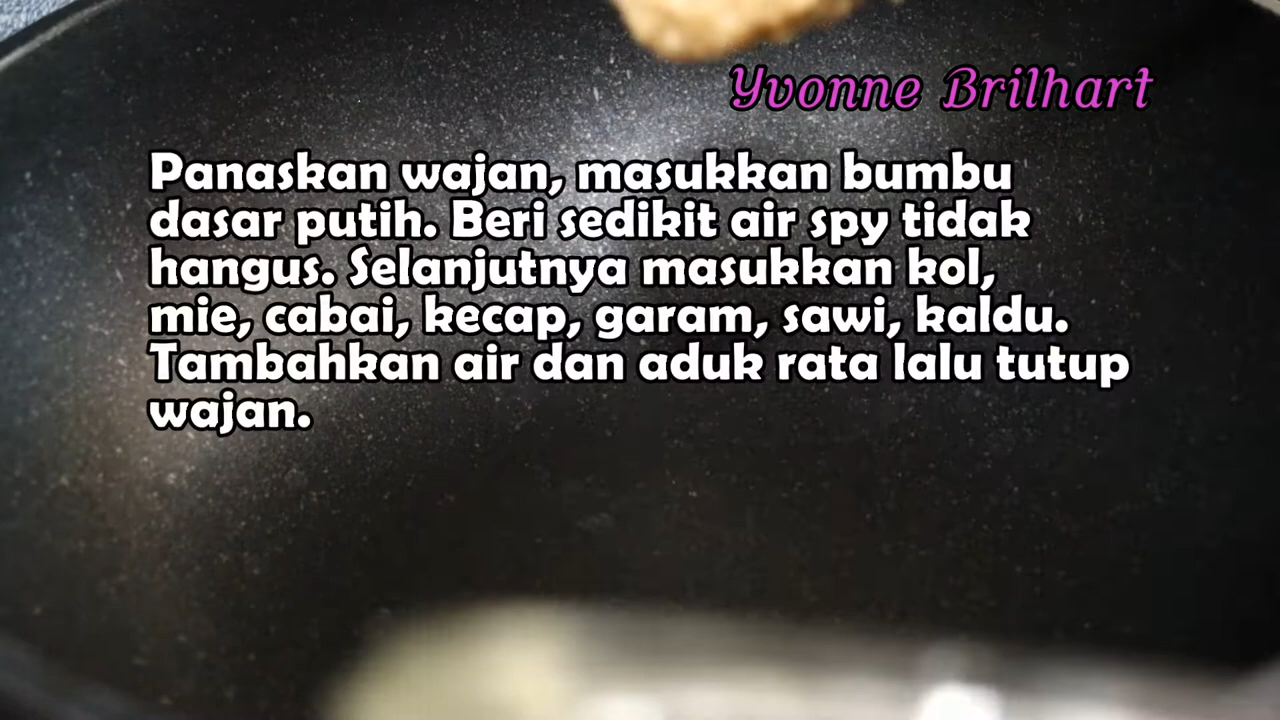 Yvonne Brilhart
Panaskan wajan, masukkan bumbu
dasar putih. Beri sedikit air spy tidak
hangus. Selanjutnya masukkan kol,
mie, cabai, kecap, garam, sawi, kaldu.
Tambahkan air dan aduk rata lalu tutup
wajan.